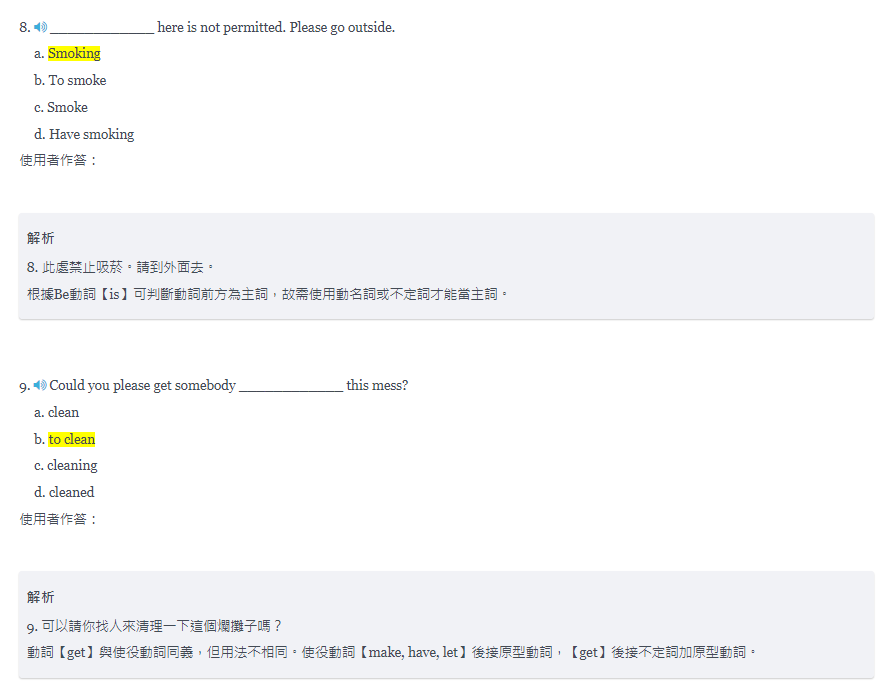 8. _____________ here is not permitted. Please go outside.
a. Smoking
b. To smoke
c. Smoke
d. Have smoking
使用者作答：
解析
8. 此處禁止吸菸。請到外面去。
根據Be動詞【is】可判斷動詞前方為主詞，故需使用動名詞或不定詞才能當主詞。
9. Could you please get somebody _____________ this mess?
a. clean
b. to clean
c. cleaning
d. cleaned
使用者作答：
解析
9. 可以請你找人來清理一下這個爛攤子嗎？
動詞【get】與使役動詞同義，但用法不相同。使役動詞【make, have, let】後接原型動詞，【get】後接不定詞加原型動詞。